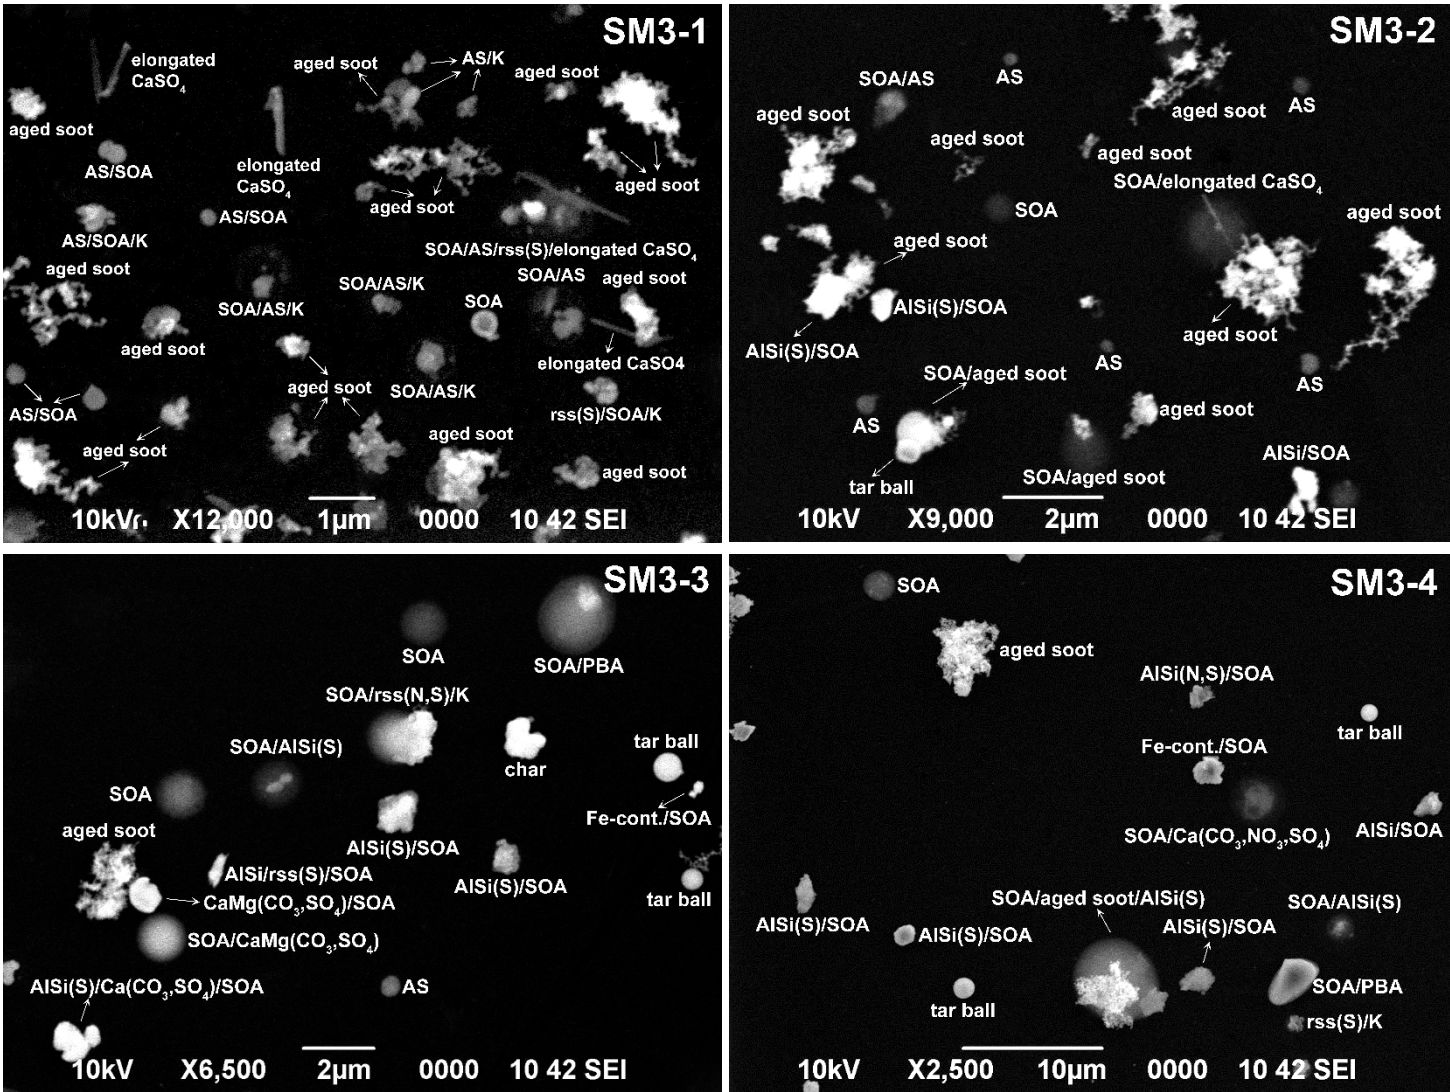 SM3-1
elongated
CaSO₄
aged soot
AS/K
aged soot
aged soot
AS/SOA
elongated
CaSO₄
aged soot
aged soot
AS/SOA
AS/SOA/K
SOA/AS/rss(S)/elongated CaSO₄
aged soot
SOA/AS/K
SOA/AS/K
SOA
SOA/AS
aged soot
aged soot
elongated CaSO4
AS/SOA
aged soot
SOA/AS/K
rss(S)/SOA/K
aged soot
aged soot
aged soot
10kV
X12,000
1µm
0000
10 42 SEI
SM3-2
SOA/AS
AS
AS
aged soot
aged soot
aged soot
aged soot
SOA/elongated CaSO₄
SOA
aged soot
aged soot
AlSi(S)/SOA
AlSi(S)/SOA
aged soot
SOA/aged soot
AS
AS
AS
aged soot
tar ball
SOA/aged soot
AlSi/SOA
10kV
X9,000
2µm
0000
10 42 SEI
SM3-3
SOA
SOA/PBA
SOA/rss(N,S)/K
SOA/AlSi(S)
char
tar ball
SOA
Fe-cont./SOA
aged soot
AlSi(S)/SOA
AlSi/rss(S)/SOA
AlSi(S)/SOA
CaMg(CO₃,SO₄)/SOA
tar ball
SOA/CaMg(CO₃,SO₄)
AlSi(S)/Ca(CO₃,SO₄)/SOA
AS
10kV
X6,500
2µm
0000
10 42 SEI
SM3-4
SOA
aged soot
AlSi(N,S)/SOA
tar ball
Fe-cont./SOA
SOA/Ca(CO₃,NO₃,SO₄)
AlSi/SOA
SOA/aged soot/AlSi(S)
SOA/AlSi(S)
AlSi(S)/SOA
AlSi(S)/SOA
AlSi(S)/SOA
tar ball
SOA/PBA
rss(S)/K
10kV
X2,500
10µm
0000
10 42 SEI